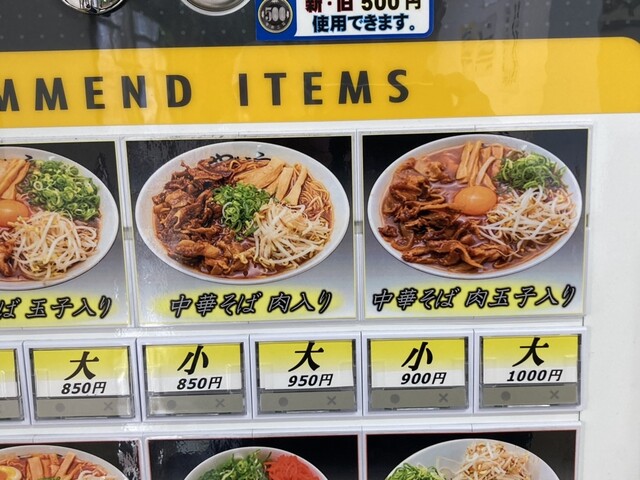 新・旧 500円
使用できます。
500
MMEND ITEMS
ば 玉子入り
中華そば 肉入り
中華そば 肉玉子入り
大
850円
小
850円
大
950円
小
900円
大
1000円